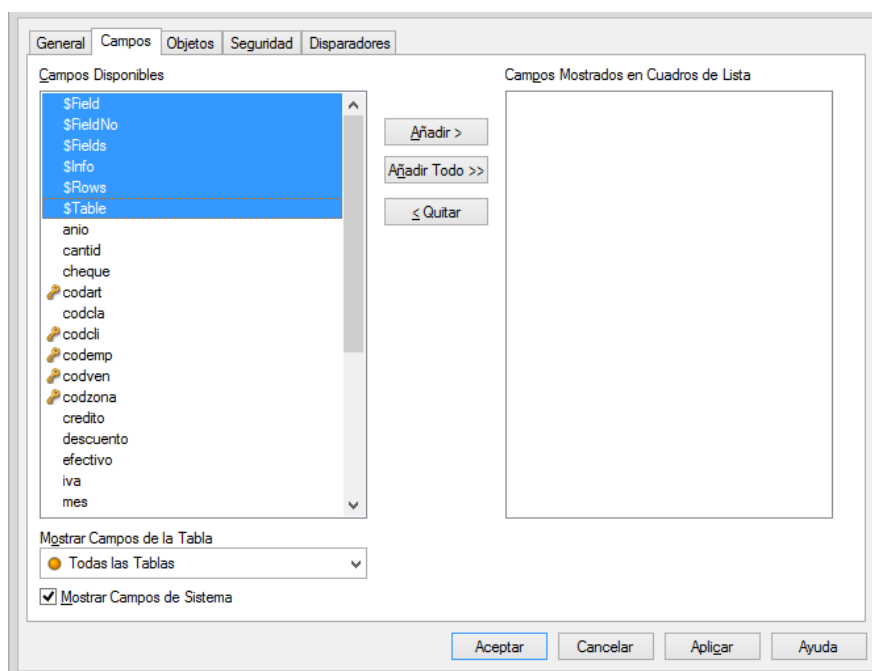 General Campos Objetos Seguridad Disparadores
Campos Disponibles
$Field
$FieldNo
$Fields
$Info
$Rows
$Table
anio
cantid
cheque
codart
codcla
codcli
codemp
codven
codzona
credito
descuento
efectivo
iva
mes
Mostrar Campos de la Tabla
Todas las Tablas
Mostrar Campos de Sistema
Añadir >
Añadir Todo >>
< Quitar
Campos Mostrados en Cuadros de Lista
Aceptar Cancelar Aplicar Ayuda